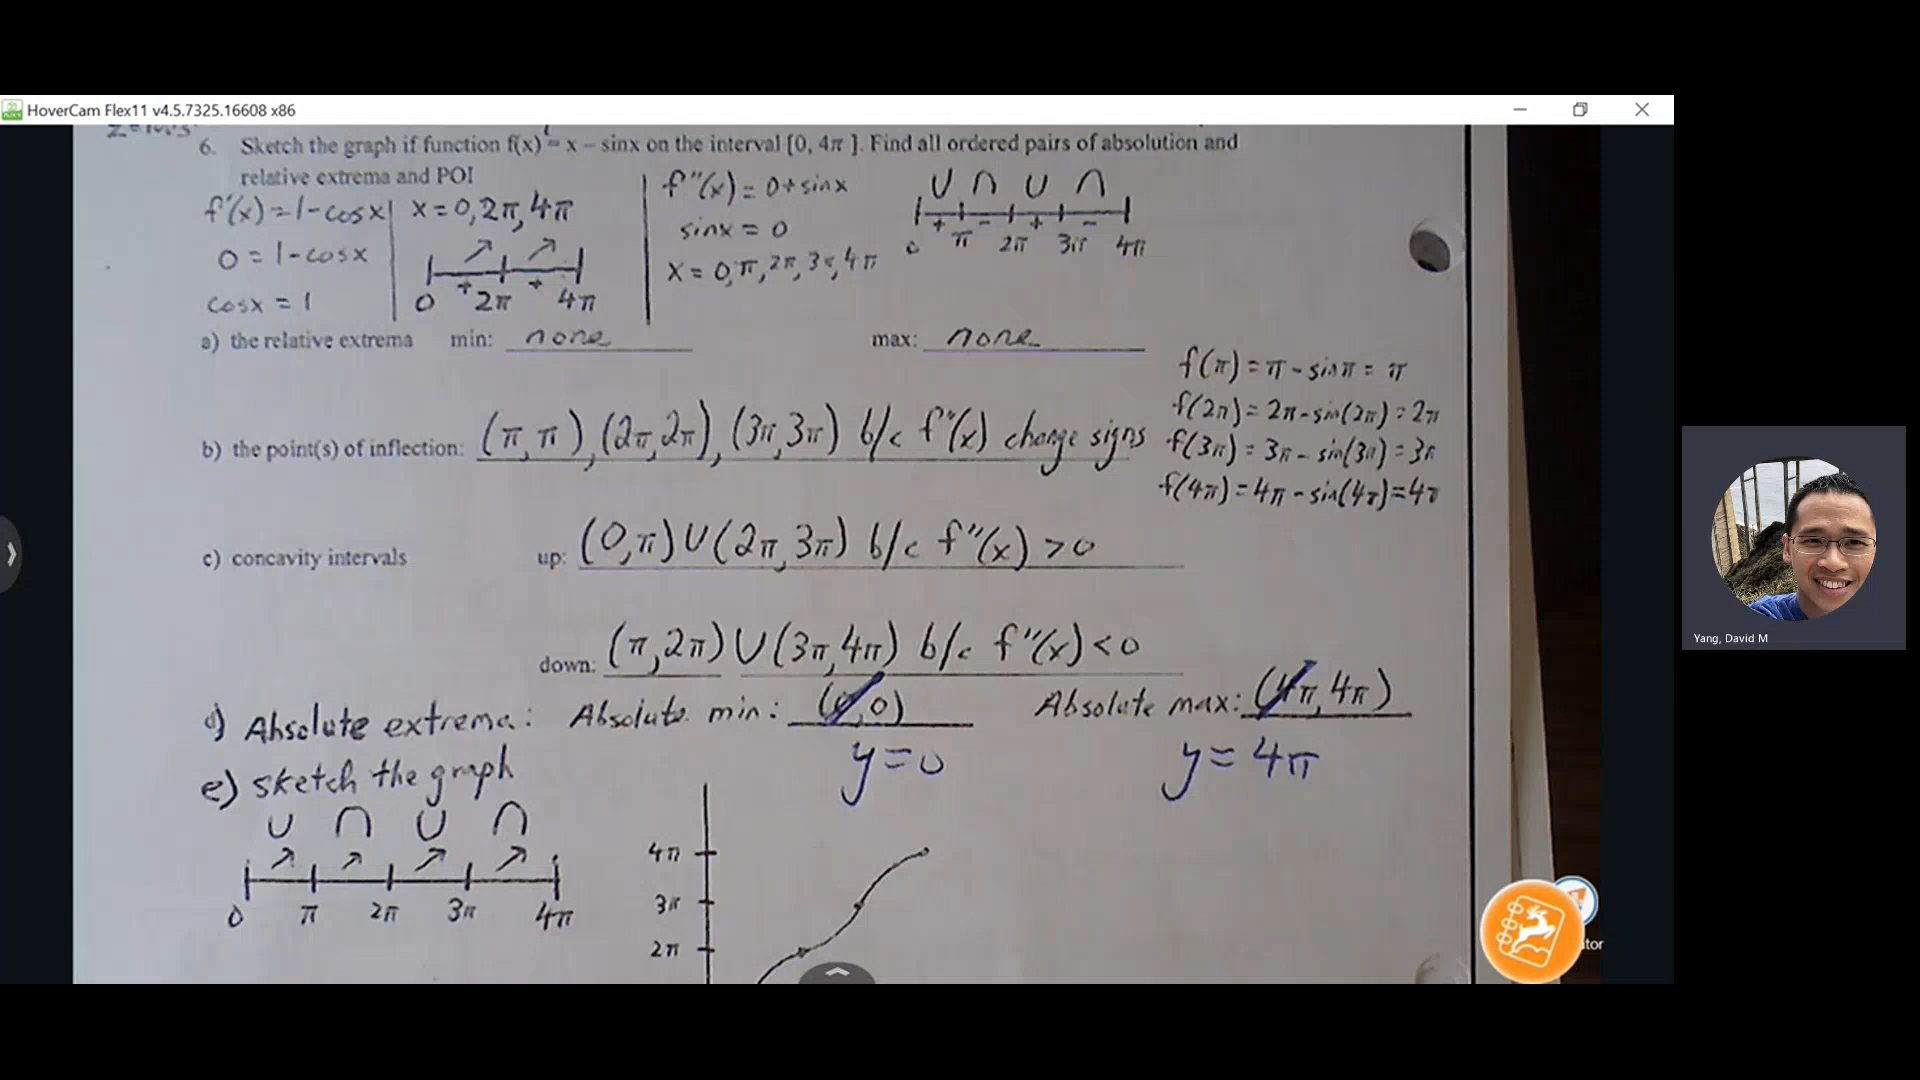 HoverCam Flex11 v4.5.7325.16608 x86
6. Sketch the graph if function f(x) = x – sinx on the interval [0, 4π ]. Find all ordered pairs of absolution and
relative extrema and POI
f'(x) = 1 - cosx
0 = 1 - cosx
cosx = 1
x = 0, 2π, 4π
+ +
0 2π 4π
f''(x) = 0 + sinx
sinx = 0
x = 0, π, 2π, 3π, 4π
∪ ∩ ∪ ∩
+ - + -
0 π 2π 3π 4π
a) the relative extrema min: none max: none
f(π) = π - sinπ = π
f(2π) = 2π - sin(2π) = 2π
f(3π) = 3π - sin(3π) = 3π
f(4π) = 4π - sin(4π) = 4π
b) the point(s) of inflection: (π, π), (2π, 2π), (3π, 3π) b/c f''(x) change signs
c) concavity intervals up: (0, π) ∪ (2π, 3π) b/c f''(x) > 0
down: (π, 2π) ∪ (3π, 4π) b/c f''(x) < 0
d) Absolute extrema: Absolute min: (0, 0) Absolute max: (4π, 4π)
y = 0 y = 4π
e) sketch the graph
∪ ∩ ∪ ∩
↗ ↗ ↗ ↗
0 π 2π 3π 4π
4π
3π
2π
Yang, David M
tor